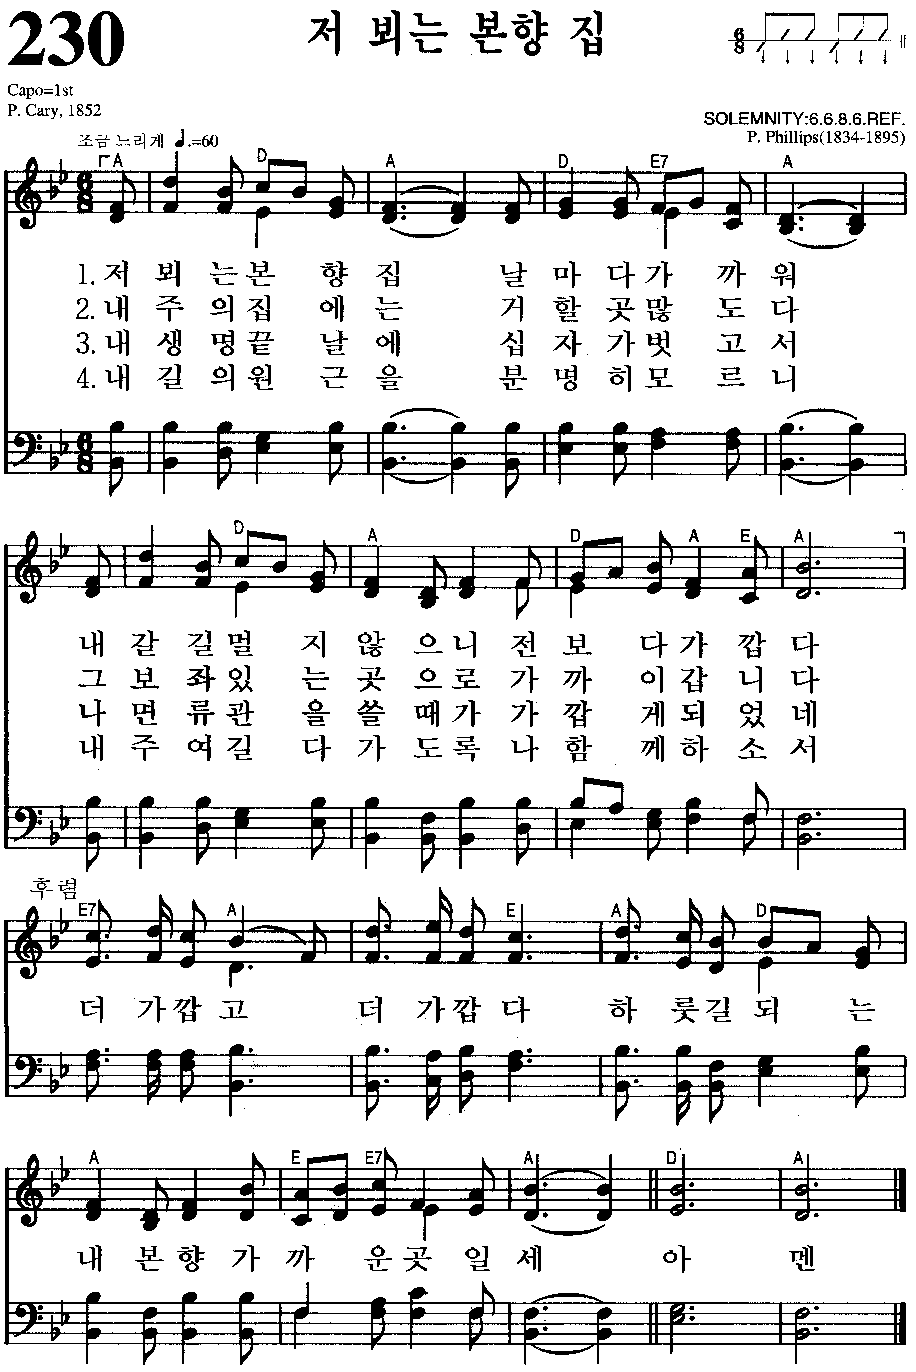 230
저 뵈는 본향 집
6 8
Capo=1st
P. Cary, 1852
SOLEMNITY:6.6.8.6.REF.
P. Phillips(1834-1895)
조금 느리게 ♩.=60
A D A D E7 A
1.저 뵈 는본 향 집 날 마 다가 까 워
2.내 주 의집 에 는 거 할 곳많 도 다
3.내 생 명끝 날 에 십 자 가벗 고 서
4.내 길 의원 근 을 분 명 히모 르 니
D A D A E A
내 갈 길멀 지 않 으니 전 보 다가 깝 다
그 보 좌있 는 곳 으로 가 까 이갑 니 다
나 면 류관 을 쓸 때가 가 깝 게되 었 네
내 주 여길 다 가 도록 나 함 께하 소 서
후렴
E7 A E A D
더 가깝 고 더 가깝 다 하 룻길 되 는
A E E7 A D A
내 본 향 가 까 운곳 일 세 아 멘